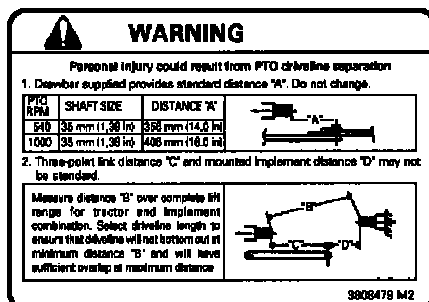 WARNING
Personal injury could result from PTO driveline separation
1. Drawbar supplied provides standard distance "A". Do not change.
PTO RPM SHAFT SIZE DISTANCE "A"
540 35 mm (1,38 in) 356 mm (14,0 in)
1000 35 mm (1,38 in) 406 mm (16,0 in)
"A"
2. Three-point link distance "C" and mounted implement distance "D" may not
be standard.
Measure distance "B" over complete lift
range for tractor and implement
combination. Select driveline length to
ensure that driveline will not bottom out at
minimum distance "B" and will have
sufficient overlap at maximum distance
"B"
"C" "D"
3808479 M2